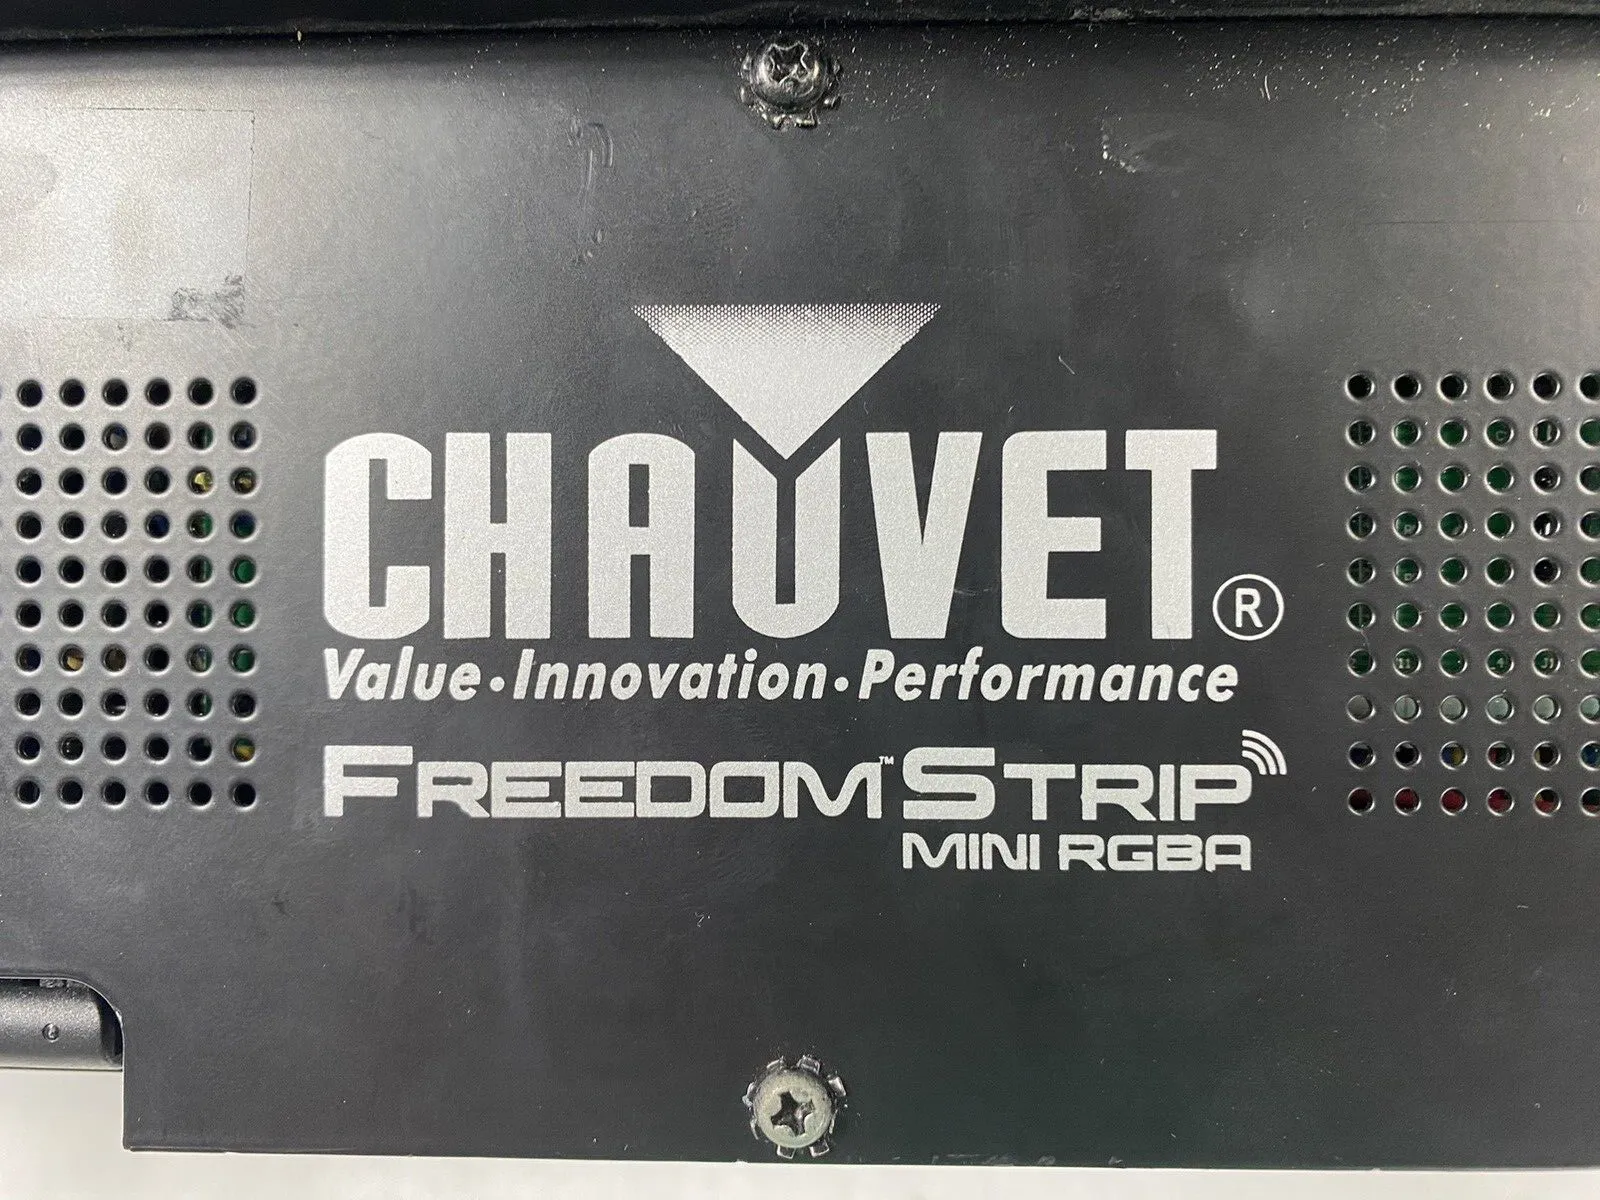 CHAUVET®
Value•Innovation•Performance
FREEDOM™ STRIP
MINI RGBA